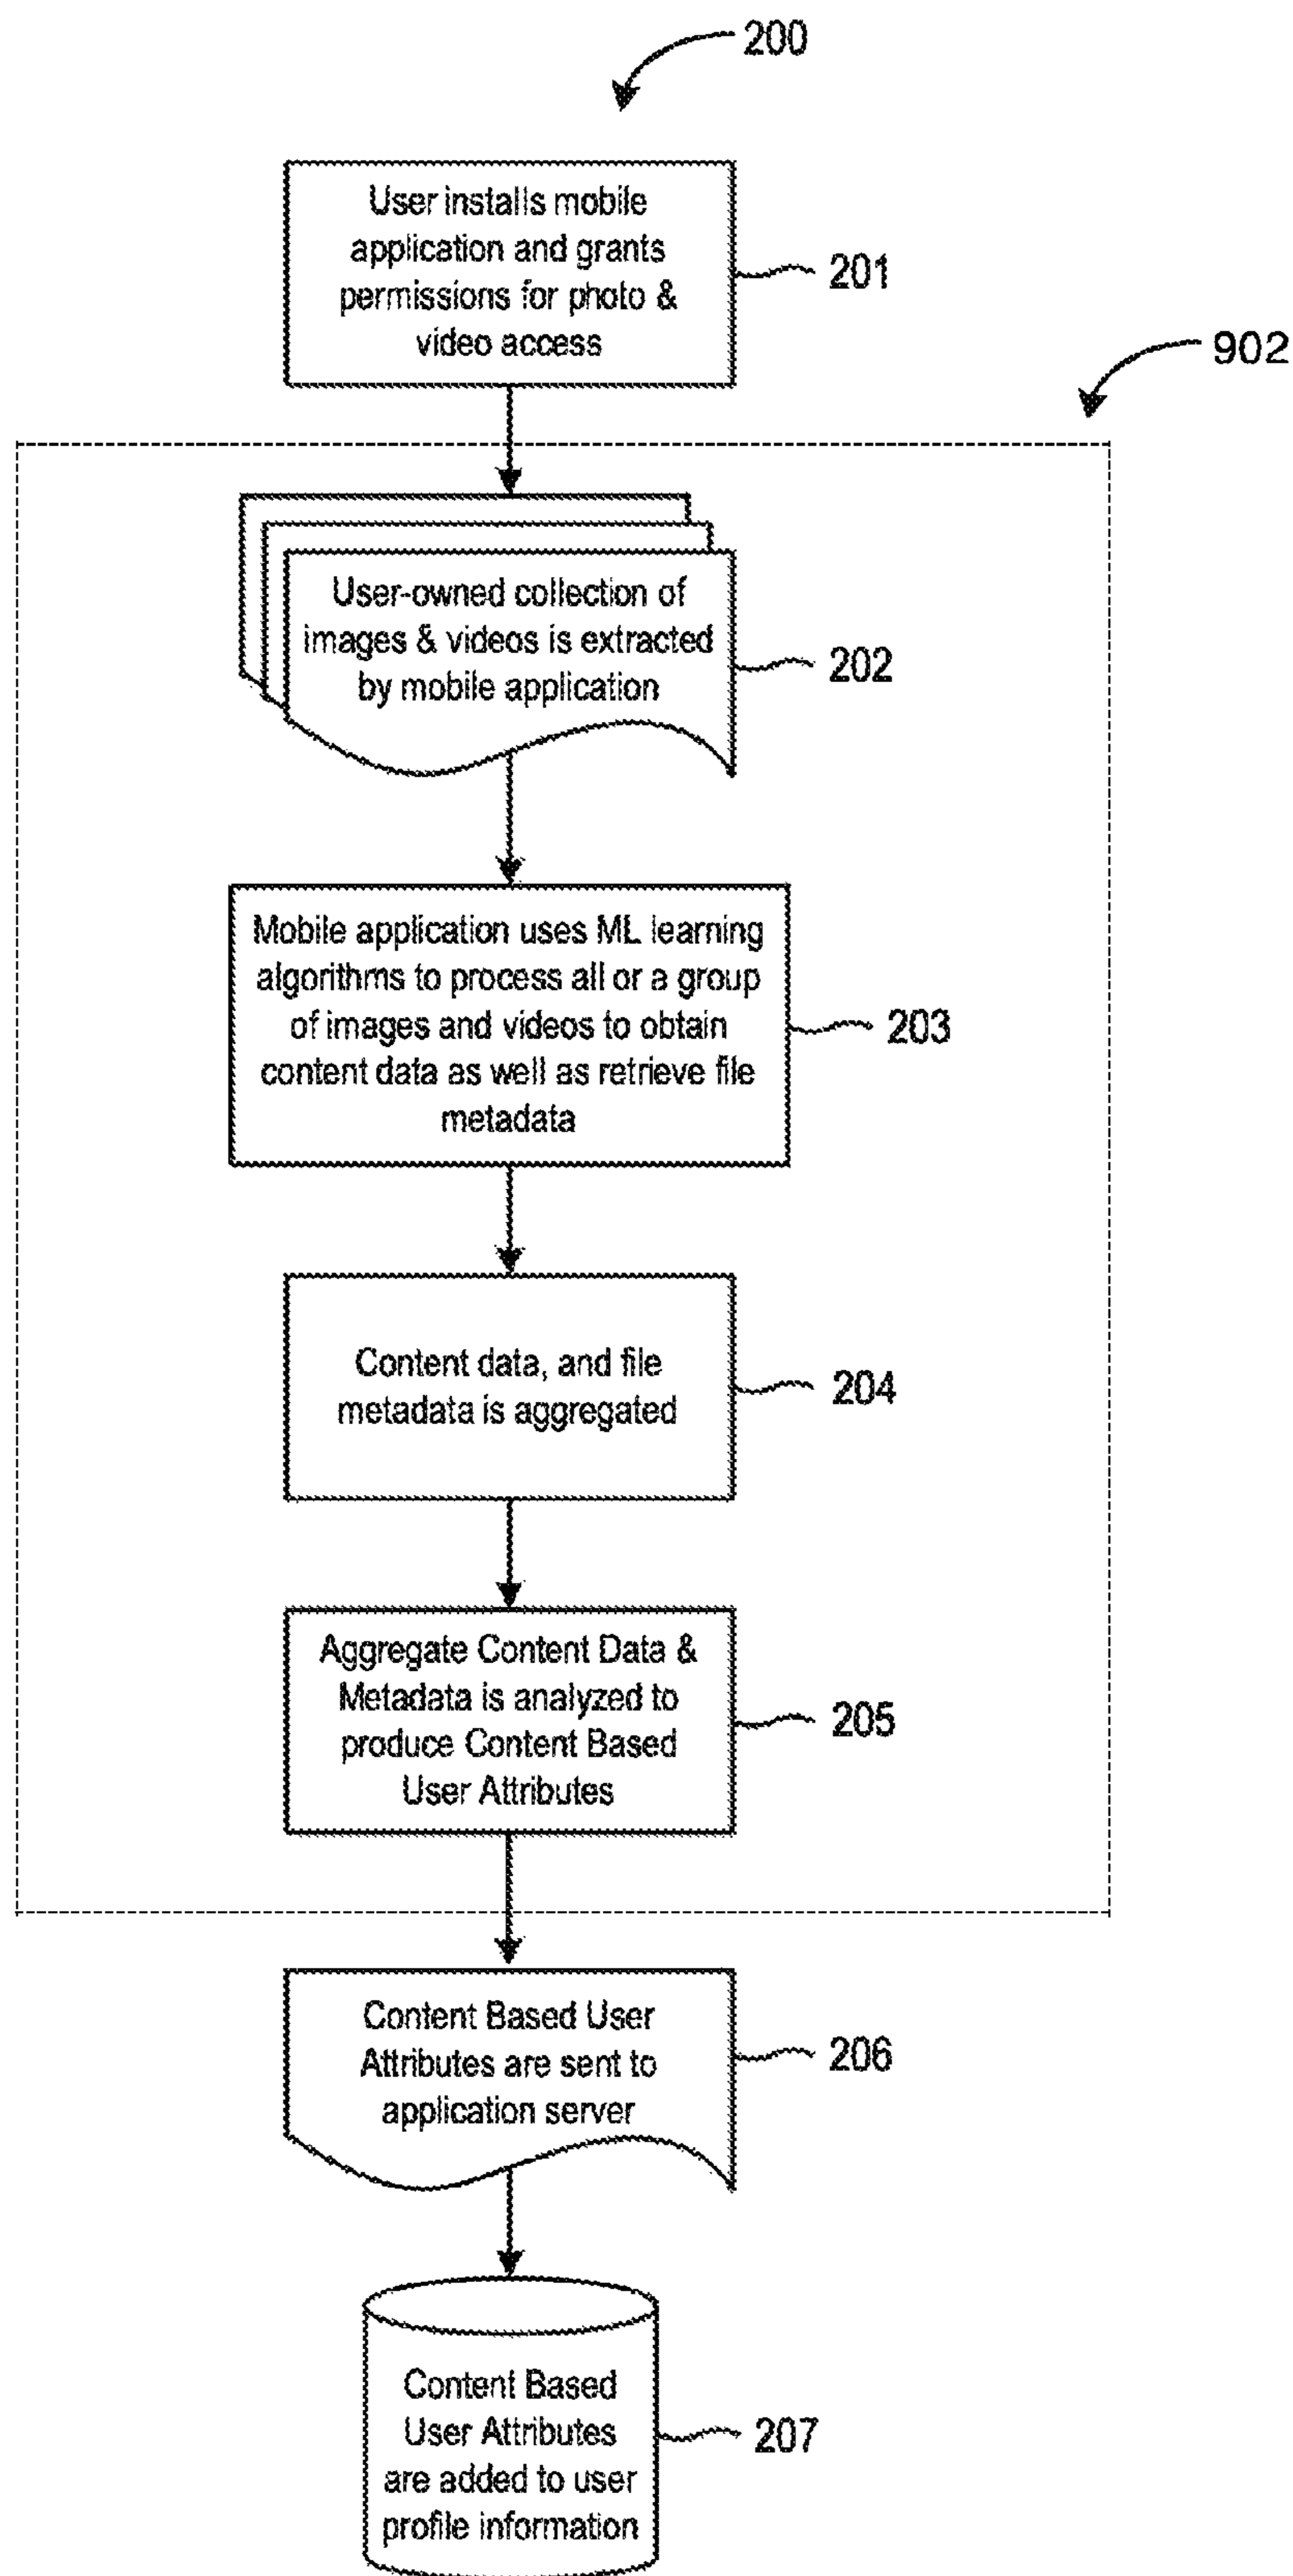 200
User installs mobile
application and grants
permissions for photo &
video access
201
902
User-owned collection of
images & videos is extracted
by mobile application
202
Mobile application uses ML learning
algorithms to process all or a group
of images and videos to obtain
content data as well as retrieve file
metadata
203
Content data, and file
metadata is aggregated
204
Aggregate Content Data &
Metadata is analyzed to
produce Content Based
User Attributes
205
Content Based User
Attributes are sent to
application server
206
Content Based
User Attributes
are added to user
profile information
207